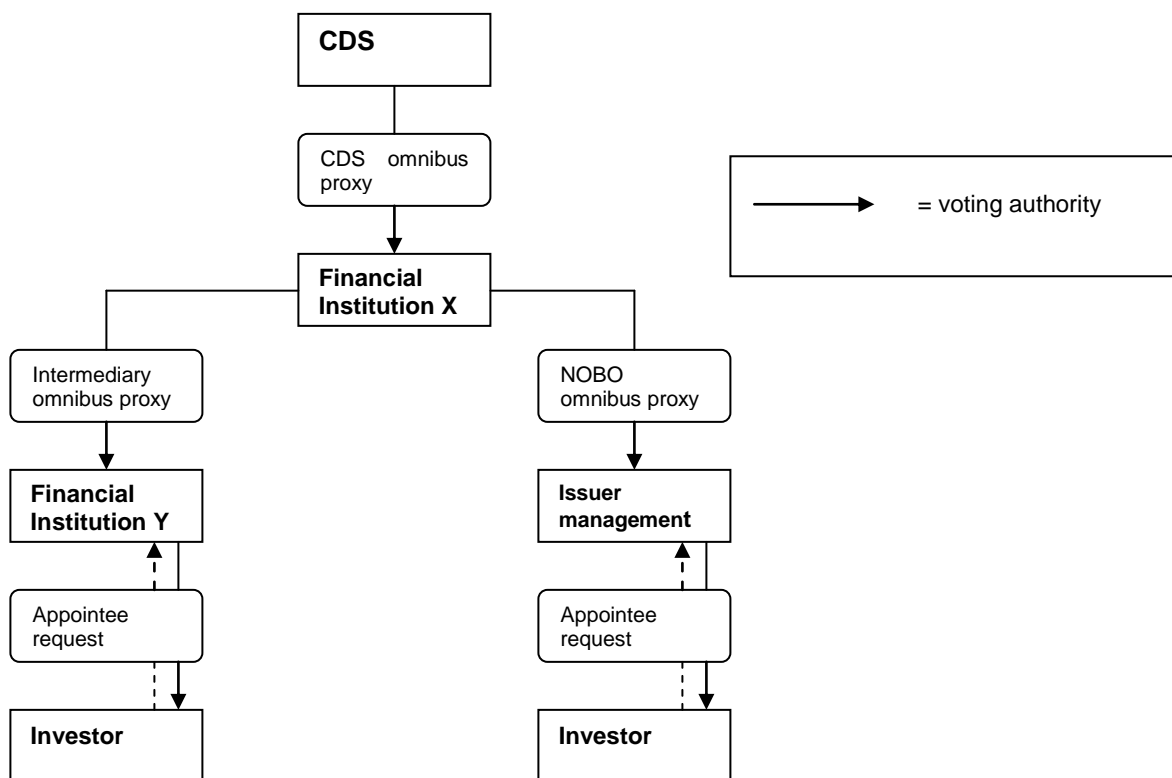 CDS
CDS omnibus
proxy
= voting authority
Financial
Institution X
Intermediary
omnibus proxy
NOBO
omnibus proxy
Financial
Institution Y
Issuer
management
Appointee
request
Appointee
request
Investor
Investor